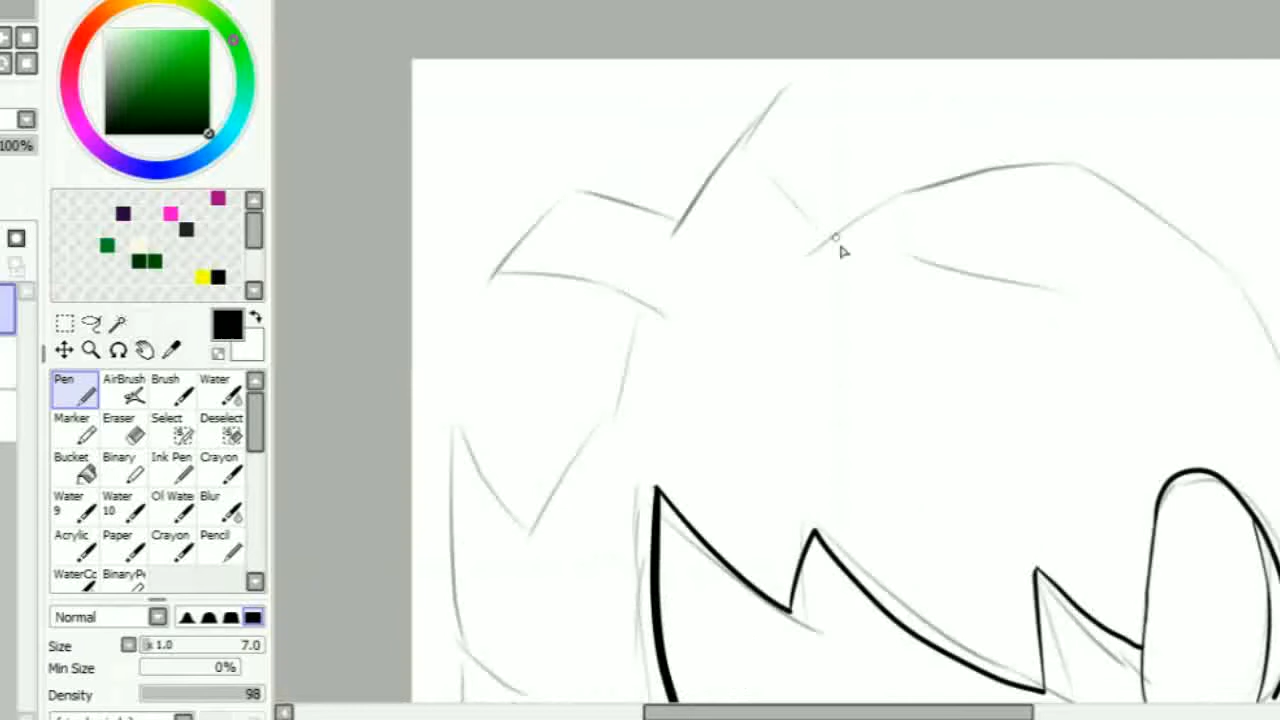 100%
Pen AirBrush Brush Water
Marker Eraser Select Deselect
Bucket Binary Ink Pen Crayon
Water 9 Water 10 Oil Wate Blur
Acrylic Paper Crayon Pencil
WaterCo BinaryPe
Normal
Size x 1.0 7.0
Min Size 0%
Density 98